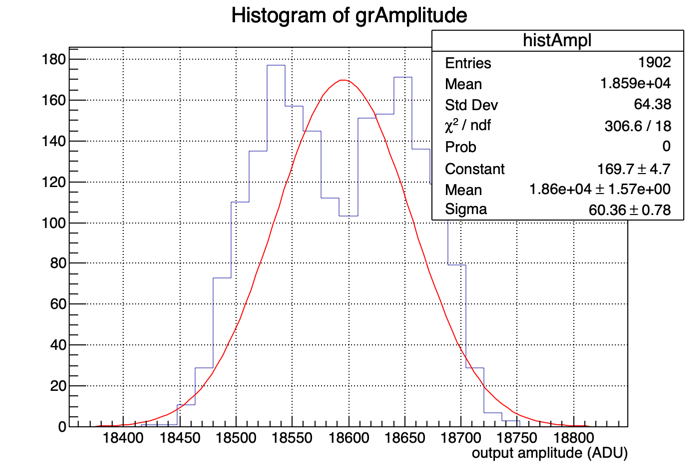 Histogram of grAmplitude
histAmpl
Entries 1902
Mean 1.859e+04
Std Dev 64.38
χ² / ndf 306.6 / 18
Prob 0
Constant 169.7 ± 4.7
Mean 1.86e+04 ± 1.57e+00
Sigma 60.36 ± 0.78
180
160
140
120
100
80
60
40
20
0
18400 18450 18500 18550 18600 18650 18700 18750 18800
output amplitude (ADU)